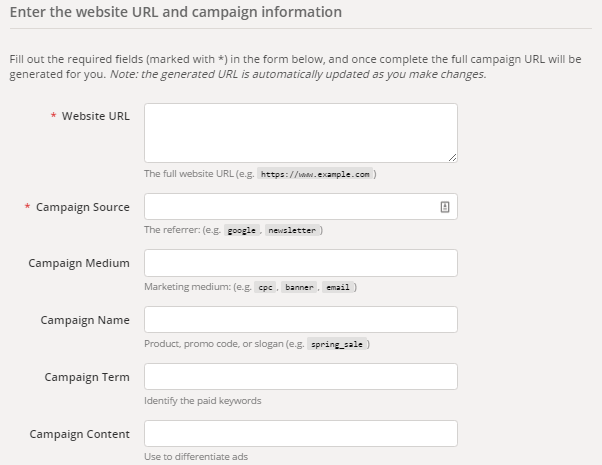 Enter the website URL and campaign information
Fill out the required fields (marked with *) in the form below, and once complete the full campaign URL will be
generated for you. Note: the generated URL is automatically updated as you make changes.
* Website URL
The full website URL (e.g. https://www.example.com )
* Campaign Source
The referrer: (e.g. google , newsletter )
Campaign Medium
Marketing medium: (e.g. cpc , banner , email )
Campaign Name
Product, promo code, or slogan (e.g. spring_sale )
Campaign Term
Identify the paid keywords
Campaign Content
Use to differentiate ads